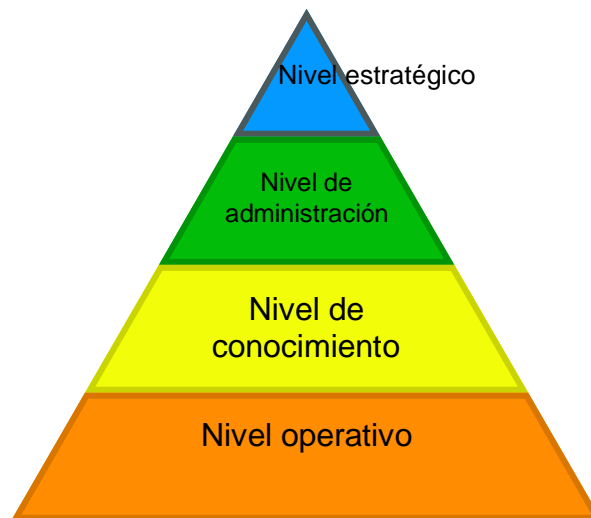 Nivel estratégico
Nivel de
administración
Nivel de
conocimiento
Nivel operativo